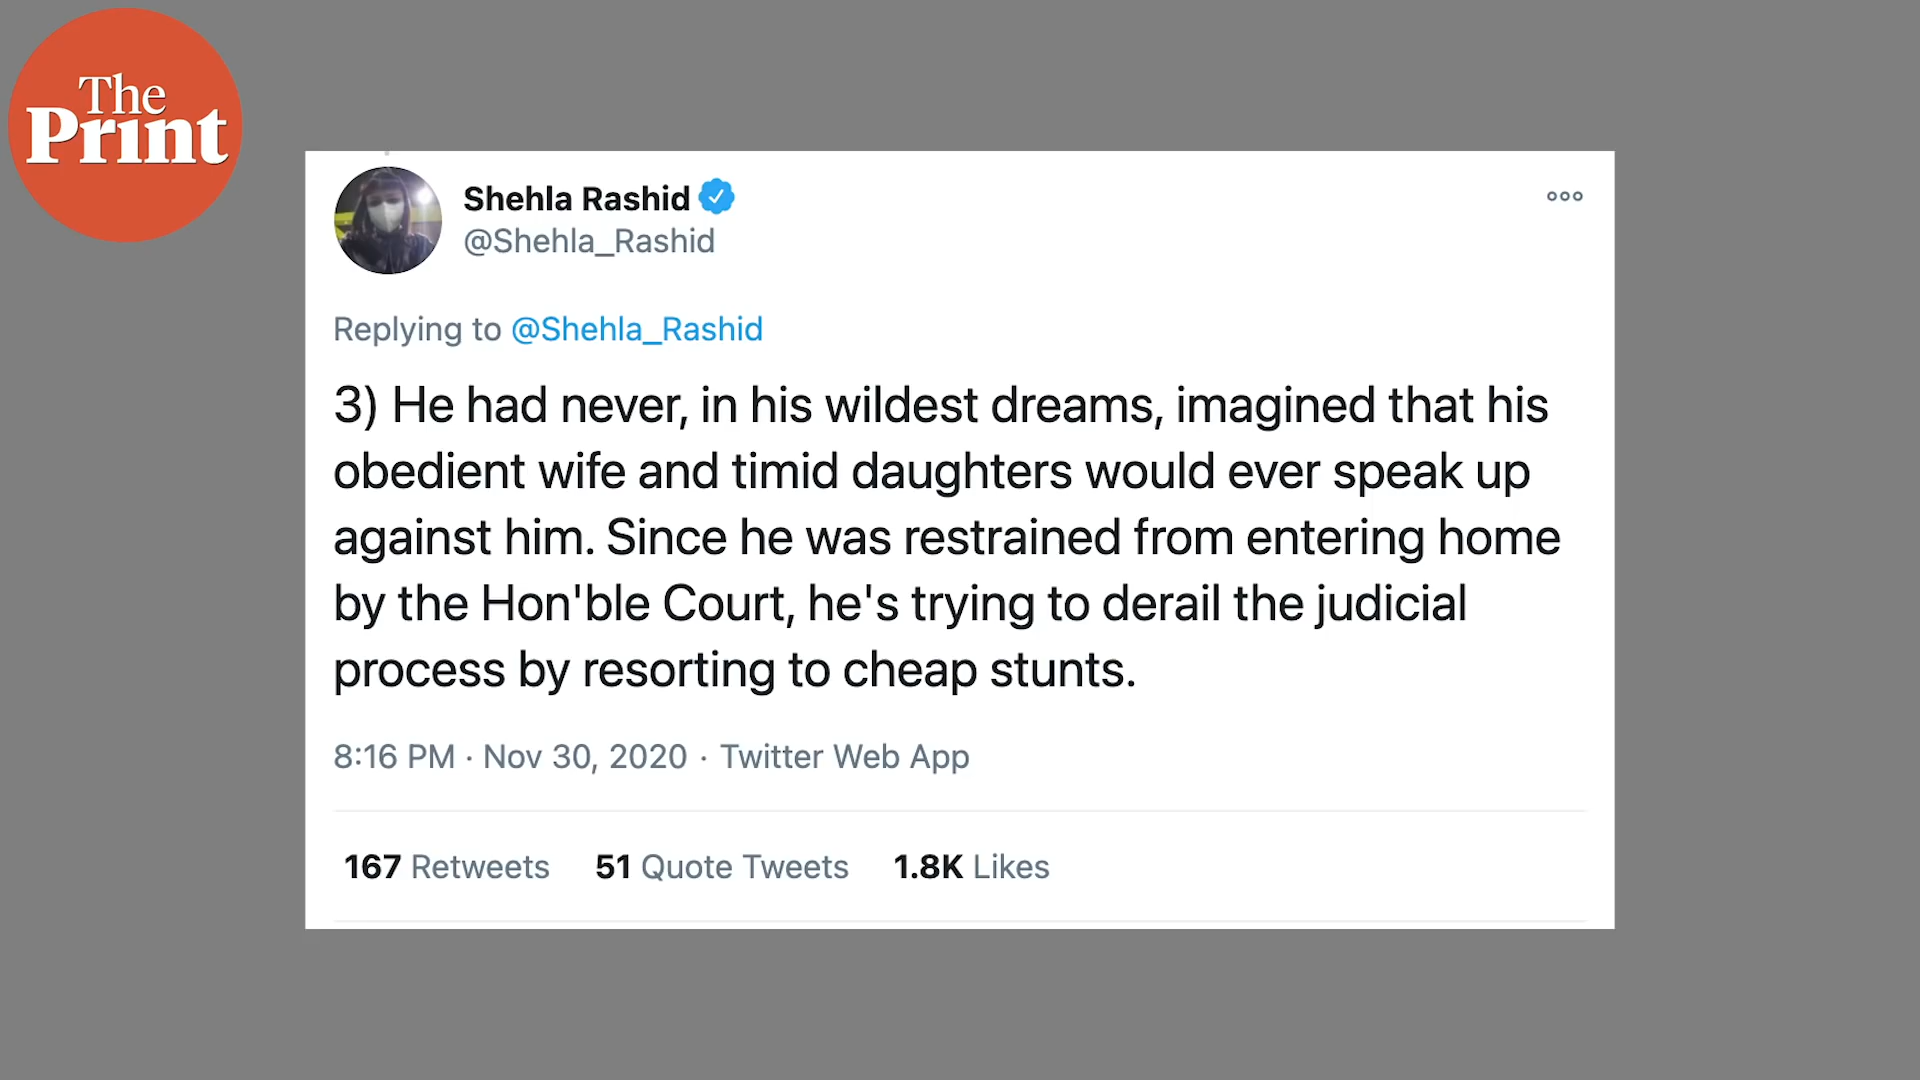 The
Print
Shehla Rashid
@Shehla_Rashid
Replying to @Shehla_Rashid
3) He had never, in his wildest dreams, imagined that his
obedient wife and timid daughters would ever speak up
against him. Since he was restrained from entering home
by the Hon'ble Court, he's trying to derail the judicial
process by resorting to cheap stunts.
8:16 PM · Nov 30, 2020 · Twitter Web App
167 Retweets 51 Quote Tweets 1.8K Likes